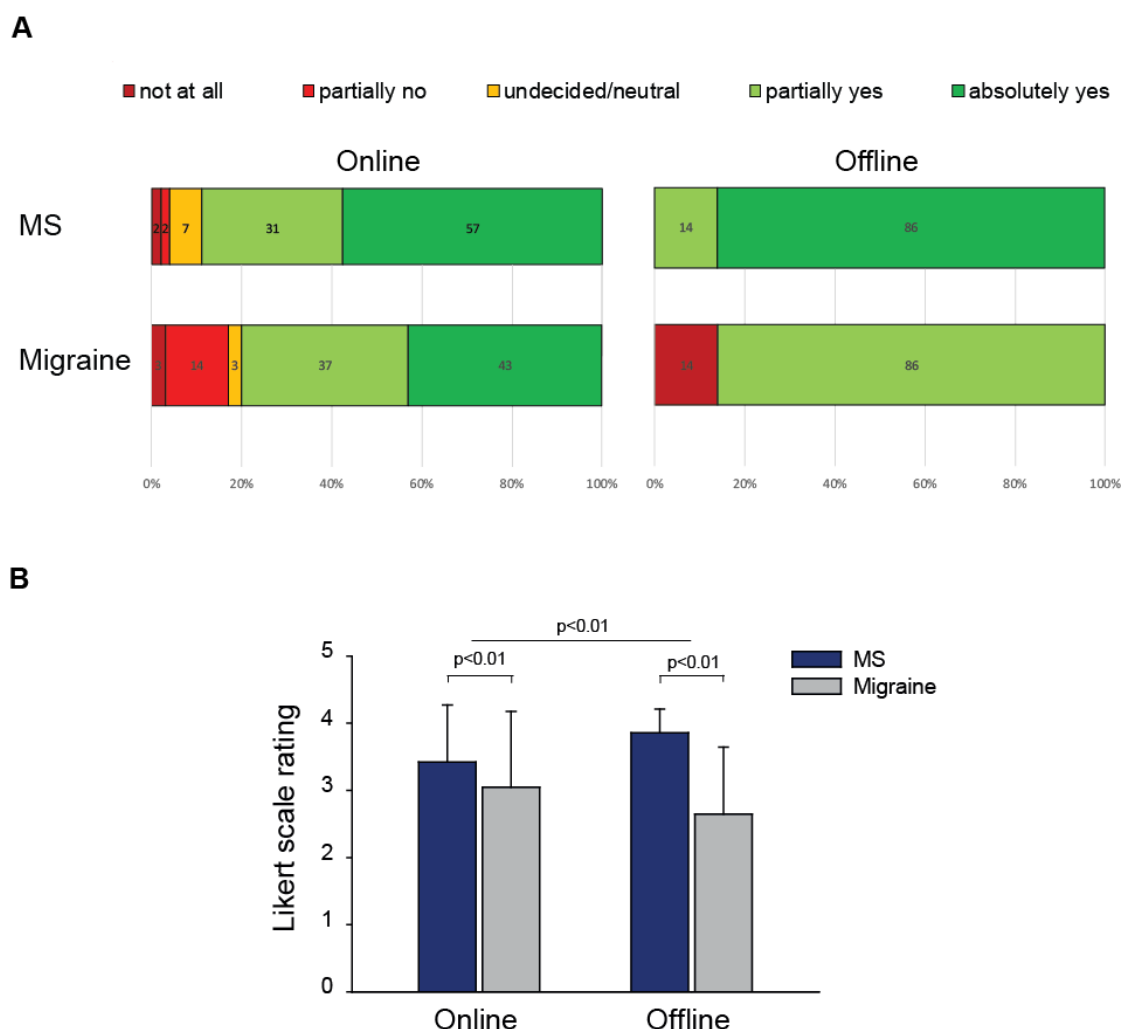 A
not at all partially no undecided/neutral partially yes absolutely yes
Online Offline
MS 2 2 7 31 57 14 86
Migraine 3 14 3 37 43 14 86
0% 20% 40% 60% 80% 100% 0% 20% 40% 60% 80% 100%
B
p<0.01
p<0.01 p<0.01
MS
Migraine
Likert scale rating
5
4
3
2
1
0
Online Offline